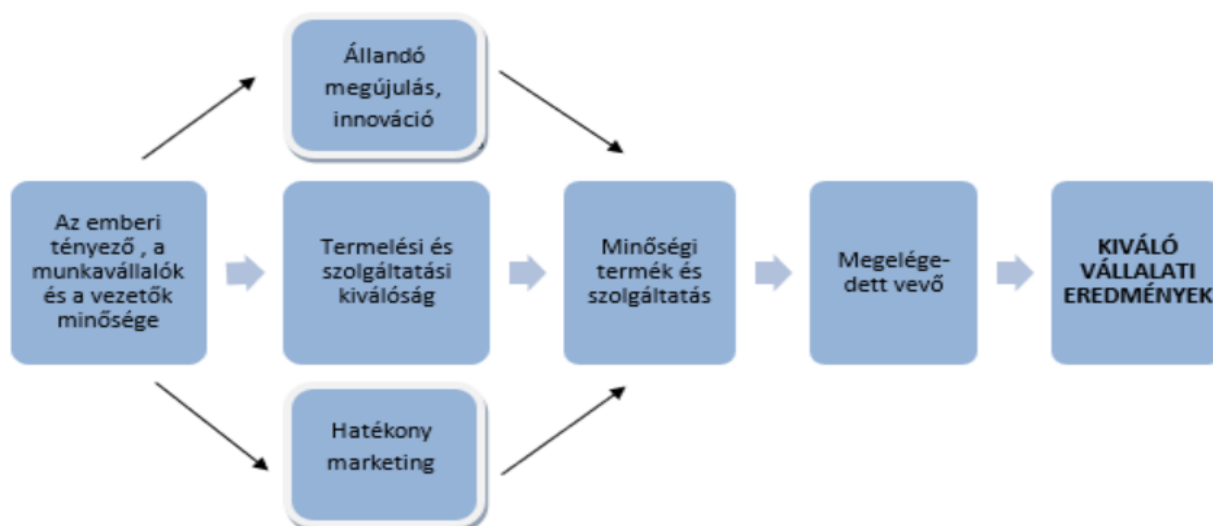 Állandó
megújulás,
innováció
Az emberi
tényező , a
munkavállalók
és a vezetők
minősége
Termelési és
szolgáltatási
kiválóság
Minőségi
termék és
szolgáltatás
Megelége-
dett vevő
KIVÁLÓ
VÁLLALATI
EREDMÉNYEK
Hatékony
marketing